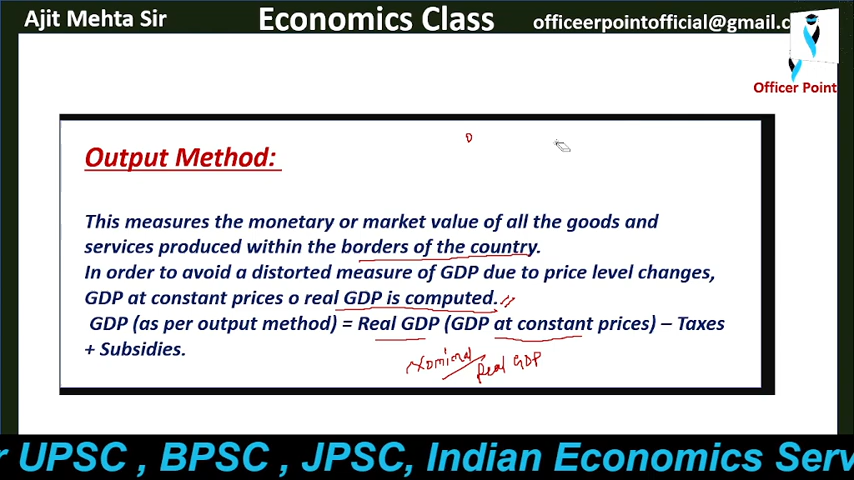 Ajit Mehta Sir
Economics Class
officeerpointofficial@gmail.c
Officer Point
Output Method:
This measures the monetary or market value of all the goods and
services produced within the borders of the country.
In order to avoid a distorted measure of GDP due to price level changes,
GDP at constant prices o real GDP is computed.
GDP (as per output method) = Real GDP (GDP at constant prices) – Taxes
+ Subsidies.
Nominal / Real GDP
r UPSC , BPSC , JPSC, Indian Economics Serv